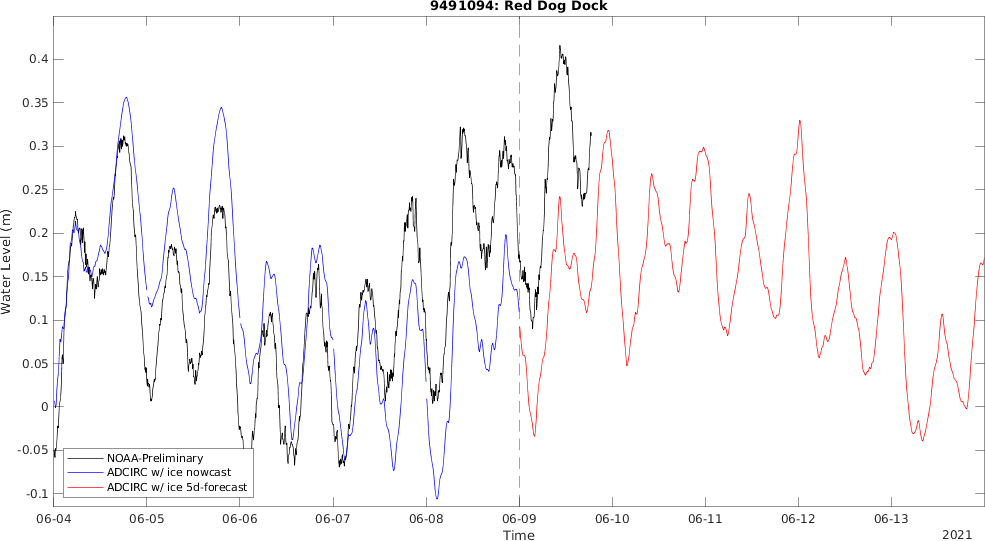 9491094: Red Dog Dock
Water Level (m)
0.4
0.35
0.3
0.25
0.2
0.15
0.1
0.05
0
-0.05
-0.1
NOAA-Preliminary
ADCIRC w/ ice nowcast
ADCIRC w/ ice 5d-forecast
06-04 06-05 06-06 06-07 06-08 06-09 06-10 06-11 06-12 06-13
Time
2021